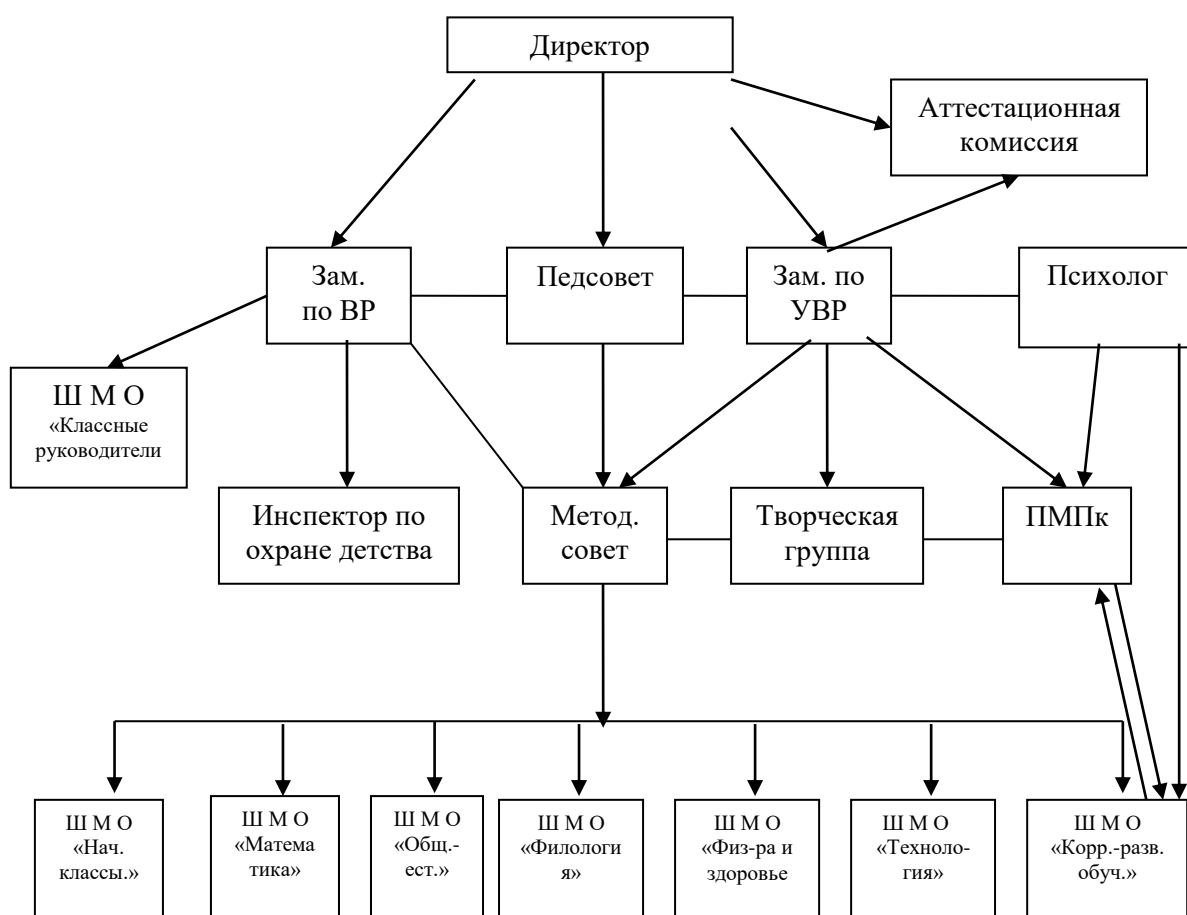 Директор
Аттестационная
комиссия
Зам.
по ВР
Педсовет
Зам. по
УВР
Психолог
Ш М О
«Классные
руководители
Инспектор по
охране детства
Метод.
совет
Творческая
группа
ПМПк
Ш М О
«Нач.
классы.»
Ш М О
«Матема
тика»
Ш М О
«Общ.-
ест.»
Ш М О
«Филологи
я»
Ш М О
«Физ-ра и
здоровье
Ш М О
«Техноло-
гия»
Ш М О
«Корр.-разв.
обуч.»